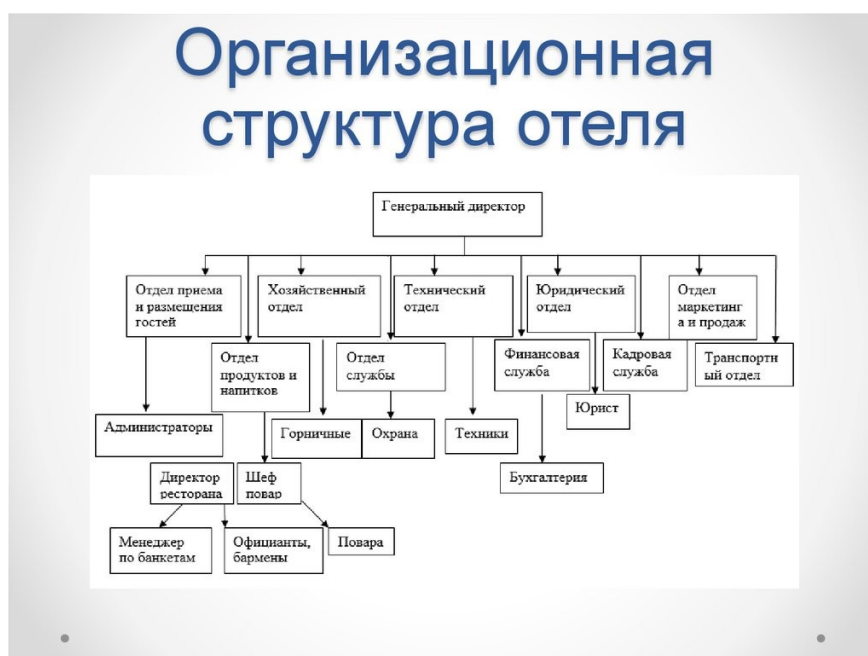 Организационная
структура отеля
Генеральный директор
Отдел приема
и размещения
гостей
Хозяйственный
отдел
Технический
отдел
Юридический
отдел
Отдел
маркетинг
а и продаж
Отдел
продуктов и
напитков
Отдел
службы
Финансовая
служба
Кадровая
служба
Транспортн
ый отдел
Администраторы
Горничные
Охрана
Техники
Юрист
Директор
ресторана
Шеф
повар
Бухгалтерия
Менеджер
по банкетам
Официанты,
бармены
Повара